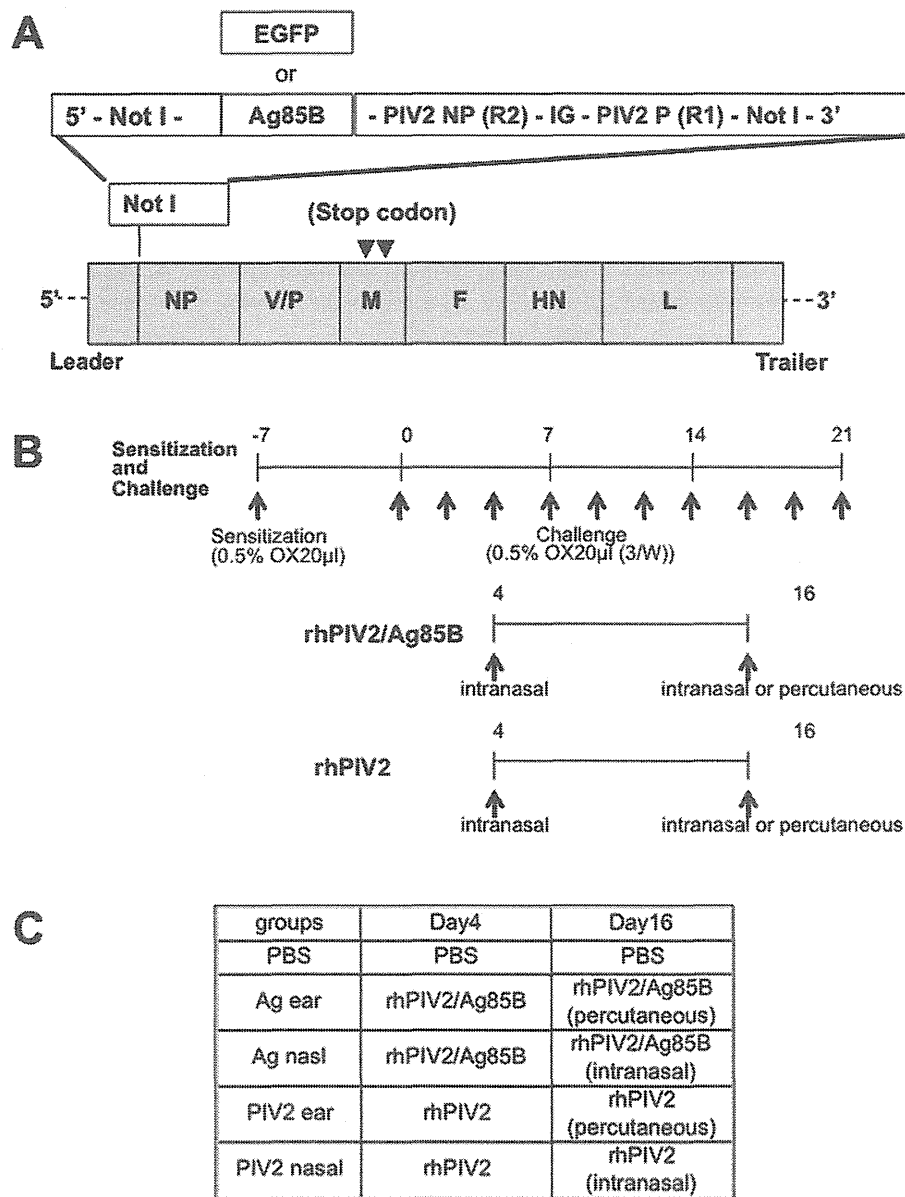 A
EGFP
or
5' - Not I -
Ag85B
- PIV2 NP (R2) - IG - PIV2 P (R1) - Not I - 3'
Not I
(Stop codon)
5'
NP
V/P
M
F
HN
L
3'
Leader
Trailer
B
Sensitization
and
Challenge
-7
0
7
14
21
Sensitization
(0.5% OX20µl)
Challenge
(0.5% OX20µl (3/W))
4
16
rhPIV2/Ag85B
intranasal
intranasal or percutaneous
4
16
rhPIV2
intranasal
intranasal or percutaneous
C
groups Day4 Day16
PBS PBS PBS
Ag ear rhPIV2/Ag85B rhPIV2/Ag85B
(percutaneous)
Ag nasl rhPIV2/Ag85B rhPIV2/Ag85B
(intranasal)
PIV2 ear rhPIV2 rhPIV2
(percutaneous)
PIV2 nasal rhPIV2 rhPIV2
(intranasal)